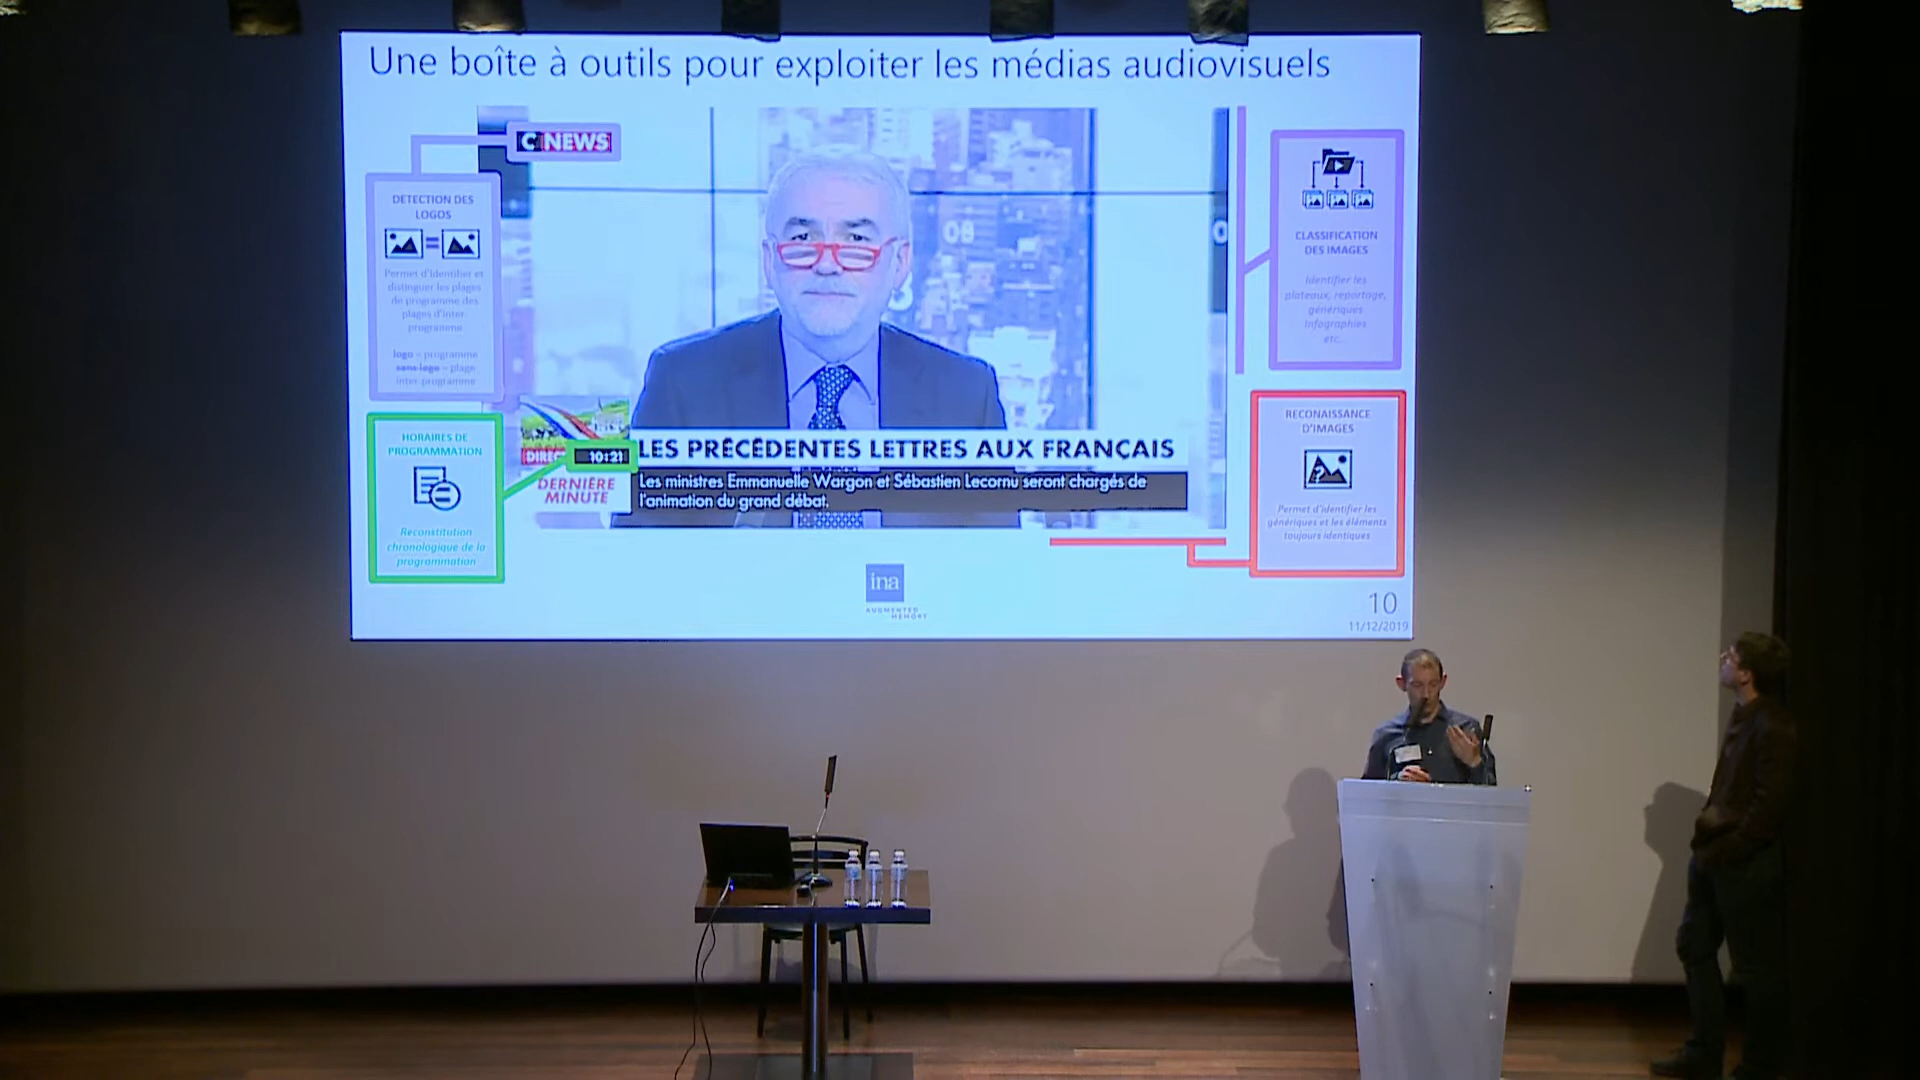 Une boîte à outils pour exploiter les médias audiovisuels
C NEWS
DETECTION DES
LOGOS
Permet d'identifier et
distinguer les plages
de programme des
plages d'inter-
programme
logo = programme
sans logo = plage
inter-programme
HORAIRES DE
PROGRAMMATION
Reconstitution
chronologique de la
programmation
08
DIRECT
10:21
LES PRÉCÉDENTES LETTRES AUX FRANÇAIS
DERNIÈRE
MINUTE
Les ministres Emmanuelle Wargon et Sébastien Lecornu seront chargés de
l'animation du grand débat.
CLASSIFICATION
DES IMAGES
Identifier les
plateaux, reportage,
génériques
Infographies
etc..
RECONAISSANCE
D'IMAGES
Permet d'identifier les
génériques et les éléments
toujours identiques
ina
AUGMENTED
MEMORY
10
11/12/2019